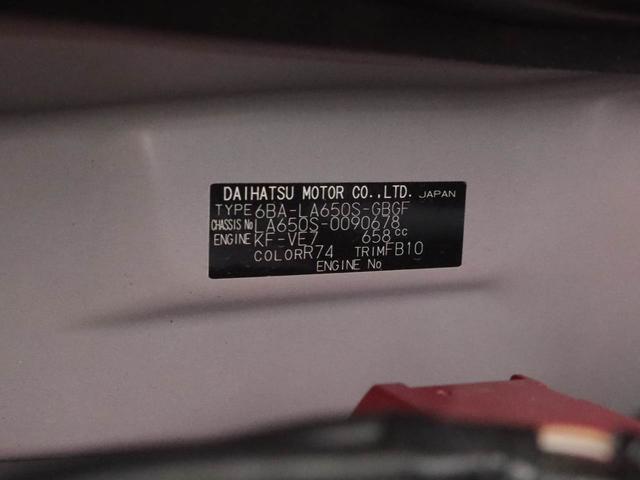 DAIHATSU MOTOR CO.,LTD. JAPAN
TYPE 6BA-LA650S-GBGF
CHASSIS No LA650S-0090678
ENGINE KF-VE7 658cc
COLOR R74 TRIM FB10
ENGINE No